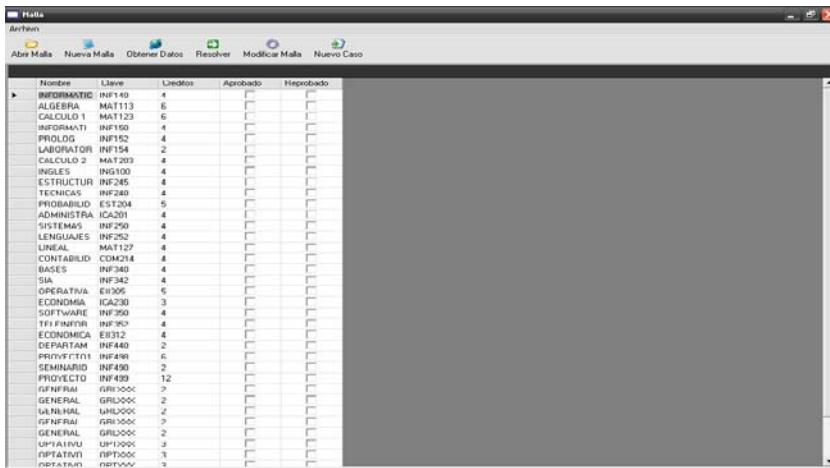 Malla
Archivo
Abrir Malla Nueva Malla Obtener Datos Resolver Modificar Malla Nuevo Caso
Nombre Clave Creditos Aprobado Reprobado
INFORMATIC INF140 4
ALGEBRA MAT113 6
CALCULO 1 MAT123 6
INFORMATI INF150 4
PROLOG INF152 4
LABORATOR INF154 2
CALCULO 2 MAT203 4
INGLES ING100 4
ESTRUCTUR INF245 4
TECNICAS INF240 4
PROBABILID EST204 5
ADMINISTRA ICA201 4
SISTEMAS INF250 4
LENGUAJES INF252 4
LINEAL MAT127 4
CONTABILID COM214 4
BASES INF340 4
SIA INF342 4
OPERATIVA EII305 5
ECONOMIA ICA230 3
SOFTWARE INF350 4
TELEINFOR INF352 4
ECONOMICA EII312 4
DEPARTAM INF440 2
PROYECTO1 INF498 6
SEMINARIO INF490 2
PROYECTO INF499 12
GENERAL 2
GENERAL 2
GENERAL 2
GENERAL 2
GENERAL 2
OPTATIVO 3
OPTATIVO 3
OPTATIVO 3